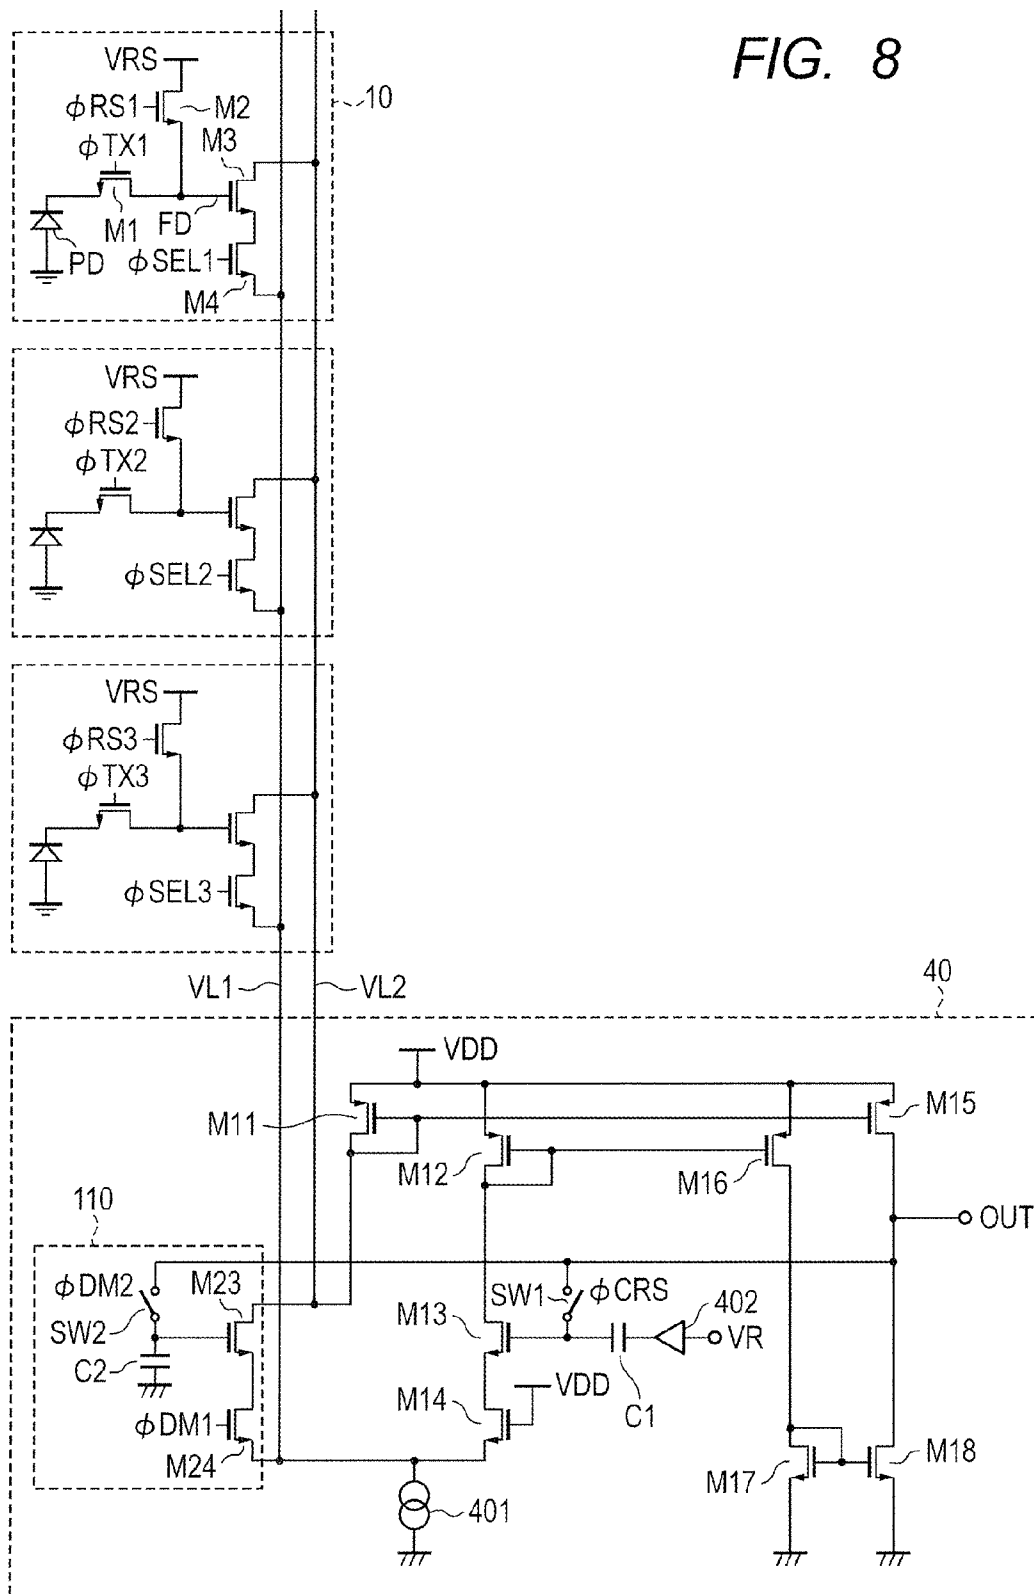 FIG. 8
VRS
10
ϕRS1
M2
ϕTX1
M3
M1
FD
PD
ϕSEL1
M4
VRS
ϕRS2
ϕTX2
ϕSEL2
VRS
ϕRS3
ϕTX3
ϕSEL3
VL1
VL2
40
VDD
M11
M15
M12
M16
110
OUT
ϕDM2
M23
SW1
ϕCRS
402
SW2
M13
VR
C2
VDD
M14
C1
ϕDM1
M24
M17
M18
401